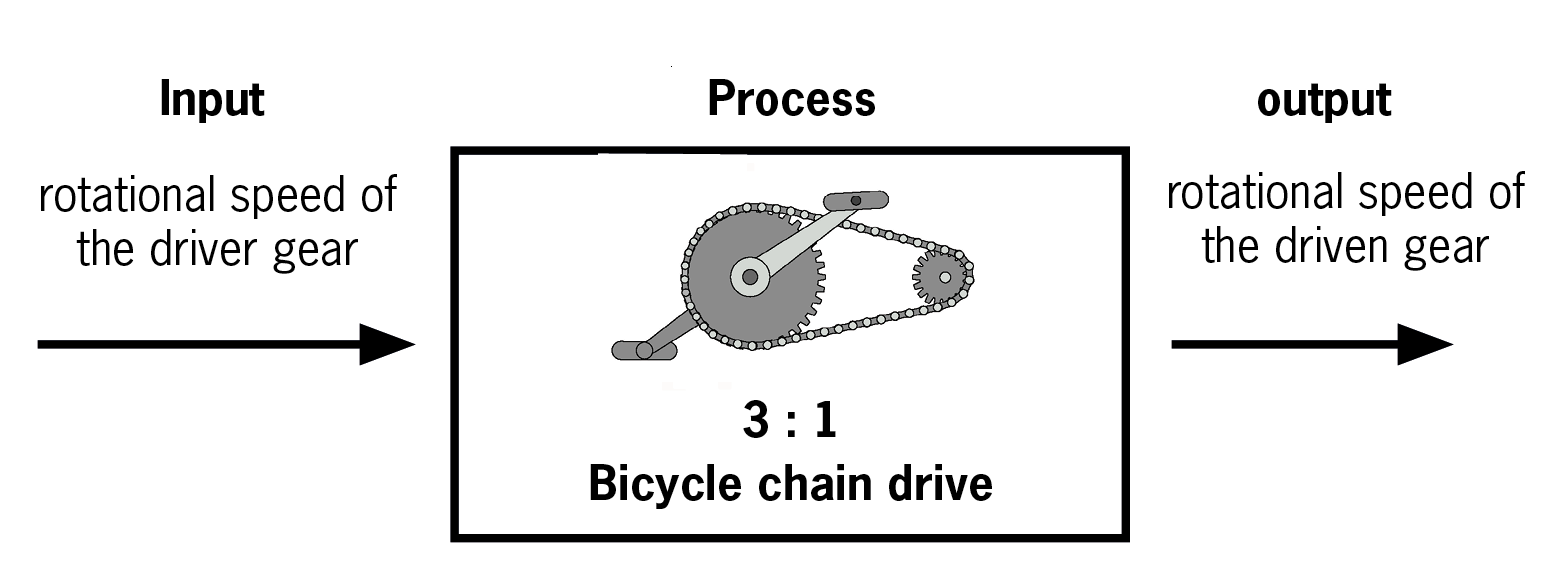 Input
rotational speed of
the driver gear
Process
3 : 1
Bicycle chain drive
output
rotational speed of
the driven gear